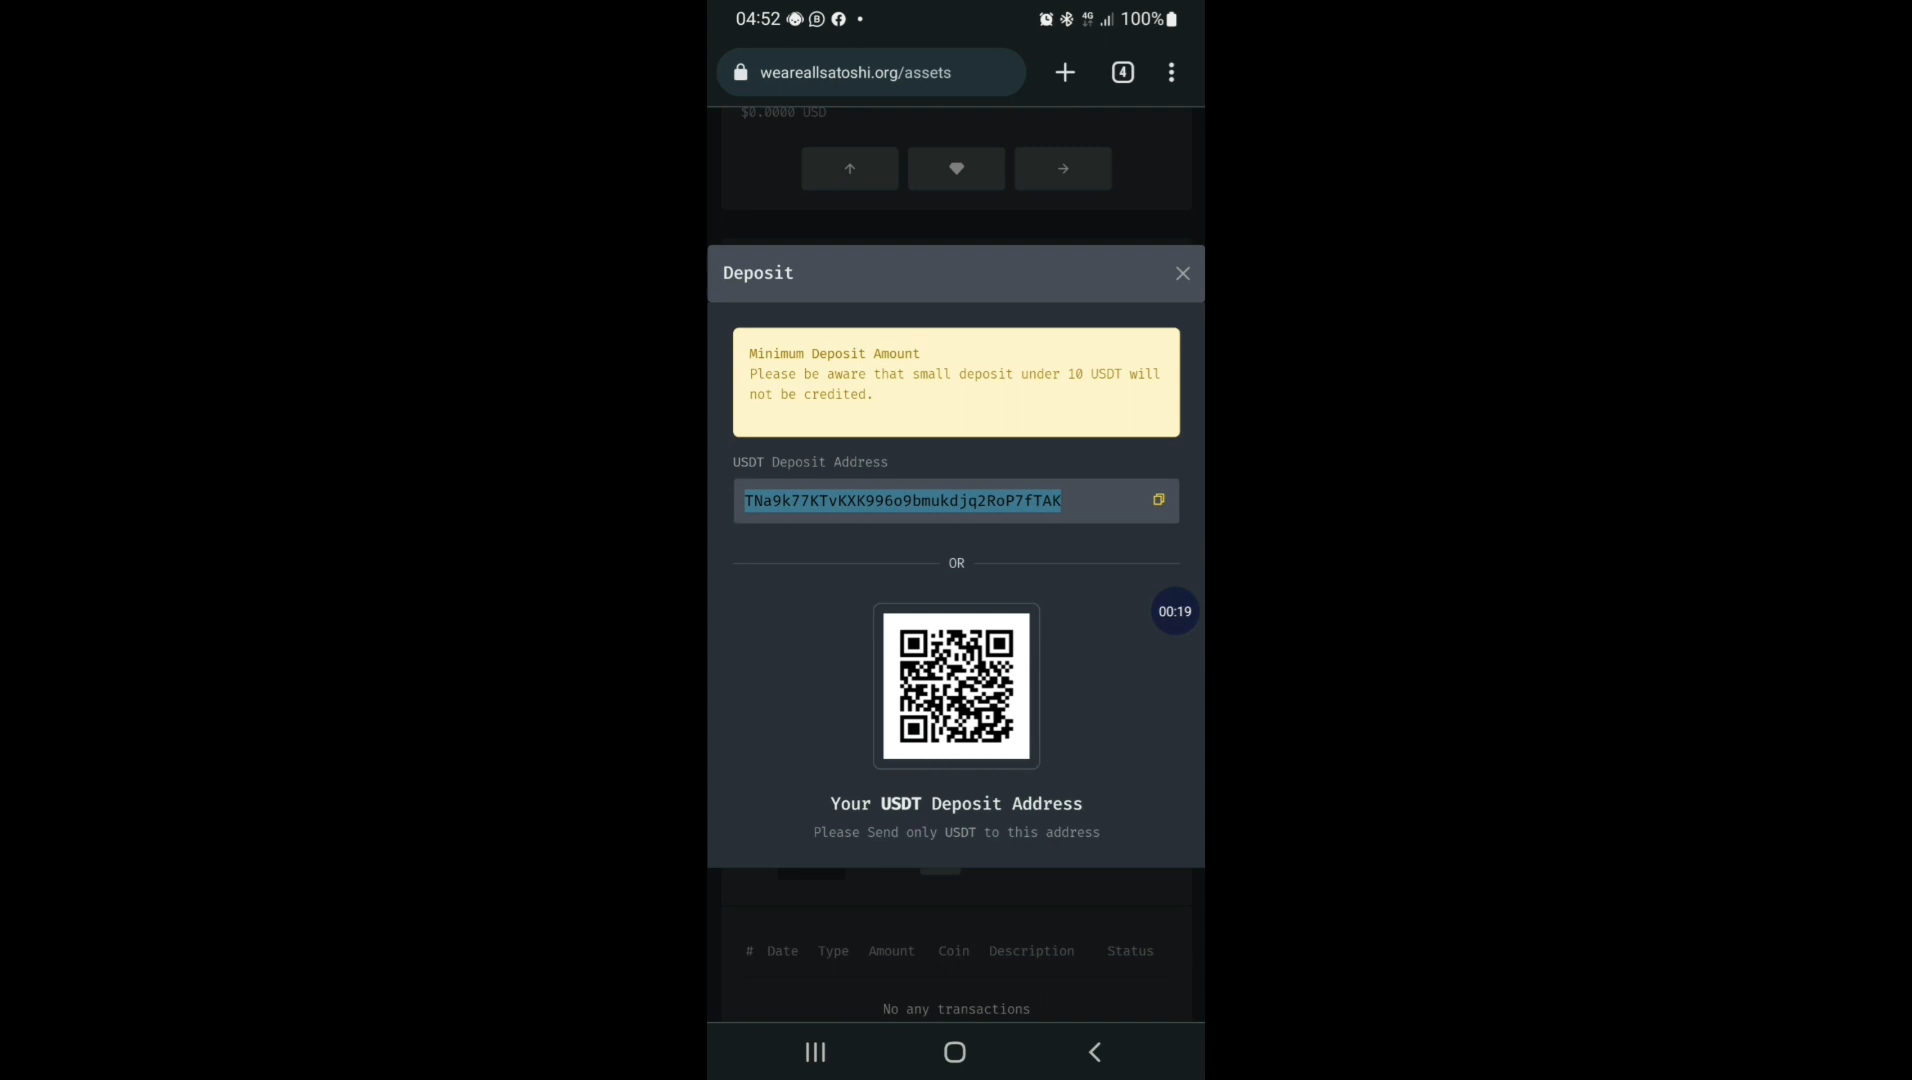 04:52
4G
100%
weareallsatoshi.org/assets
4
$0.0000 USD
Deposit
Minimum Deposit Amount
Please be aware that small deposit under 10 USDT will
not be credited.
USDT Deposit Address
TNa9k77KTvKXK996o9bmukdjq2RoP7fTAK
OR
00:19
Your USDT Deposit Address
Please Send only USDT to this address
# Date Type Amount Coin Description Status
No any transactions